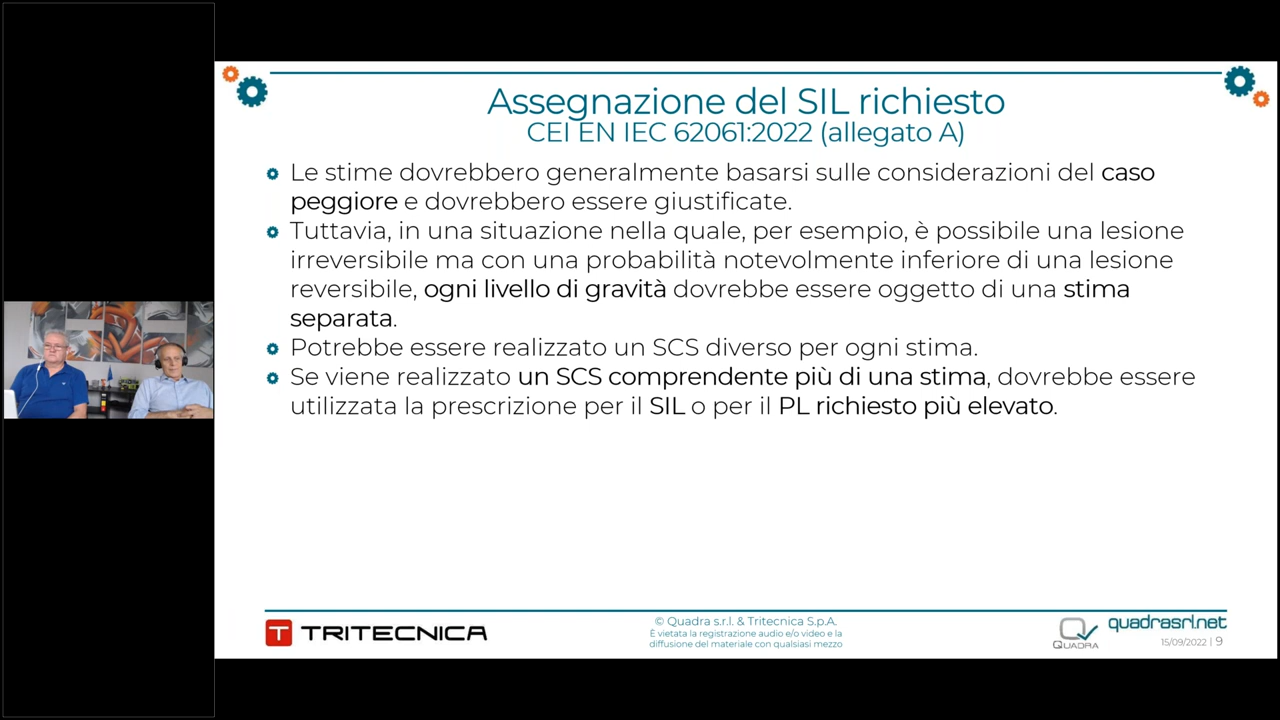 Assegnazione del SIL richiesto
CEI EN IEC 62061:2022 (allegato A)
Le stime dovrebbero generalmente basarsi sulle considerazioni del caso
peggiore e dovrebbero essere giustificate.
Tuttavia, in una situazione nella quale, per esempio, è possibile una lesione
irreversibile ma con una probabilità notevolmente inferiore di una lesione
reversibile, ogni livello di gravità dovrebbe essere oggetto di una stima
separata.
Potrebbe essere realizzato un SCS diverso per ogni stima.
Se viene realizzato un SCS comprendente più di una stima, dovrebbe essere
utilizzata la prescrizione per il SIL o per il PL richiesto più elevato.
T TRITECNICA
© Quadra s.r.l. & Tritecnica S.p.A.
È vietata la registrazione audio e/o video e la
diffusione del materiale con qualsiasi mezzo
QUADRA
quadrasrl.net
15/09/2022 | 9